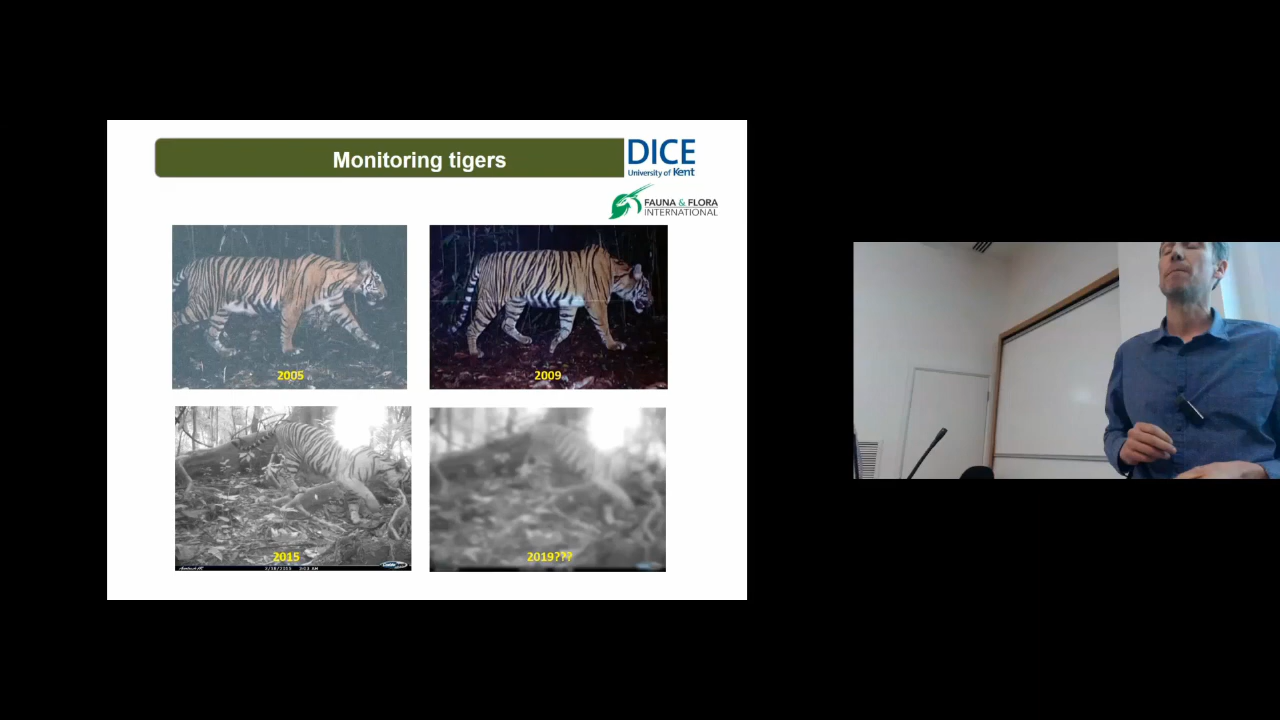 Monitoring tigers
DICE
University of Kent
FAUNA & FLORA
INTERNATIONAL
2005
2009
2015
2019???